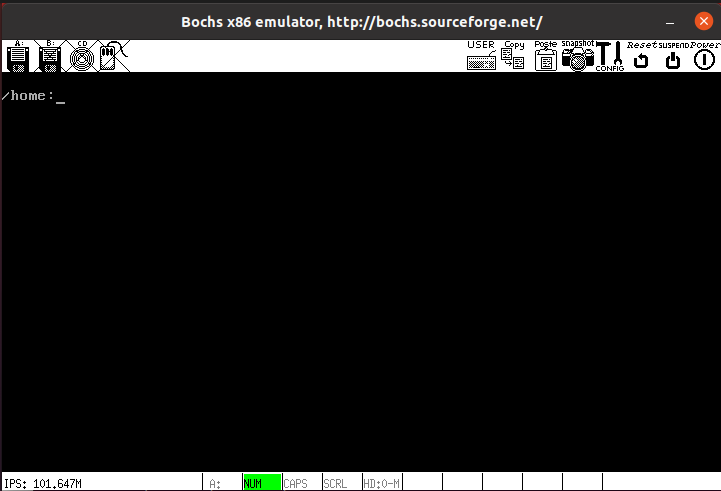 Bochs x86 emulator, http://bochs.sourceforge.net/
A: B: CD USER Copy Paste snapshot CONFIG Reset SUSPEND Power
/home:_
IPS: 101.647M A: NUM CAPS SCRL HD:0-M